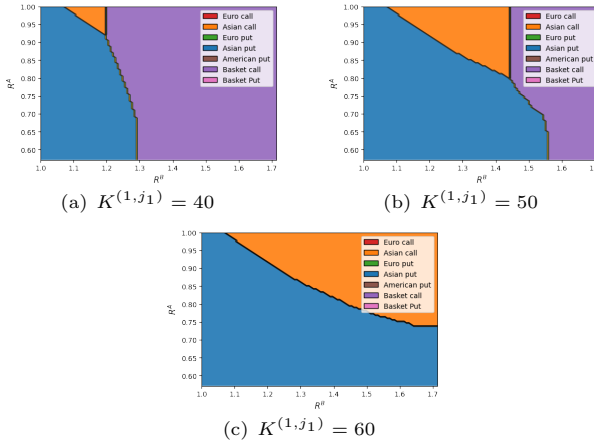 1.00
0.95
0.90
0.85
0.80
0.75
0.70
0.65
0.60
R^A
Euro call
Asian call
Euro put
Asian put
American put
Basket call
Basket Put
1.0 1.1 1.2 1.3 1.4 1.5 1.6 1.7
R^II
(a) K^(1,j₁) = 40
1.00
0.95
0.90
0.85
0.80
0.75
0.70
0.65
0.60
R^A
Euro call
Asian call
Euro put
Asian put
American put
Basket call
Basket Put
1.0 1.1 1.2 1.3 1.4 1.5 1.6 1.7
R^II
(b) K^(1,j₁) = 50
1.00
0.95
0.90
0.85
0.80
0.75
0.70
0.65
0.60
R^A
Euro call
Asian call
Euro put
Asian put
American put
Basket call
Basket Put
1.0 1.1 1.2 1.3 1.4 1.5 1.6 1.7
R^II
(c) K^(1,j₁) = 60